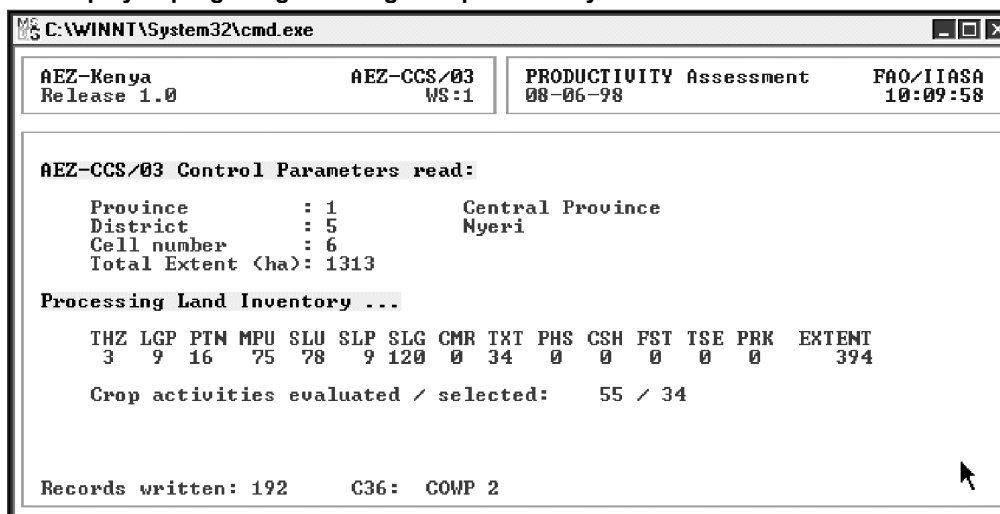 C:\WINNT\System32\cmd.exe
AEZ-Kenya AEZ-CCS/03 PRODUCTIVITY Assessment FAO/IIASA
Release 1.0 WS:1 08-06-98 10:09:58
AEZ-CCS/03 Control Parameters read:
Province : 1 Central Province
District : 5 Nyeri
Cell number : 6
Total Extent (ha): 1313
Processing Land Inventory ...
THZ LGP PTN MPU SLU SLP SLG CMR TXT PHS CSH FST TSE PRK EXTENT
3 9 16 75 78 9 120 0 34 0 0 0 0 0 394
Crop activities evaluated / selected: 55 / 34
Records written: 192 C36: COWP 2